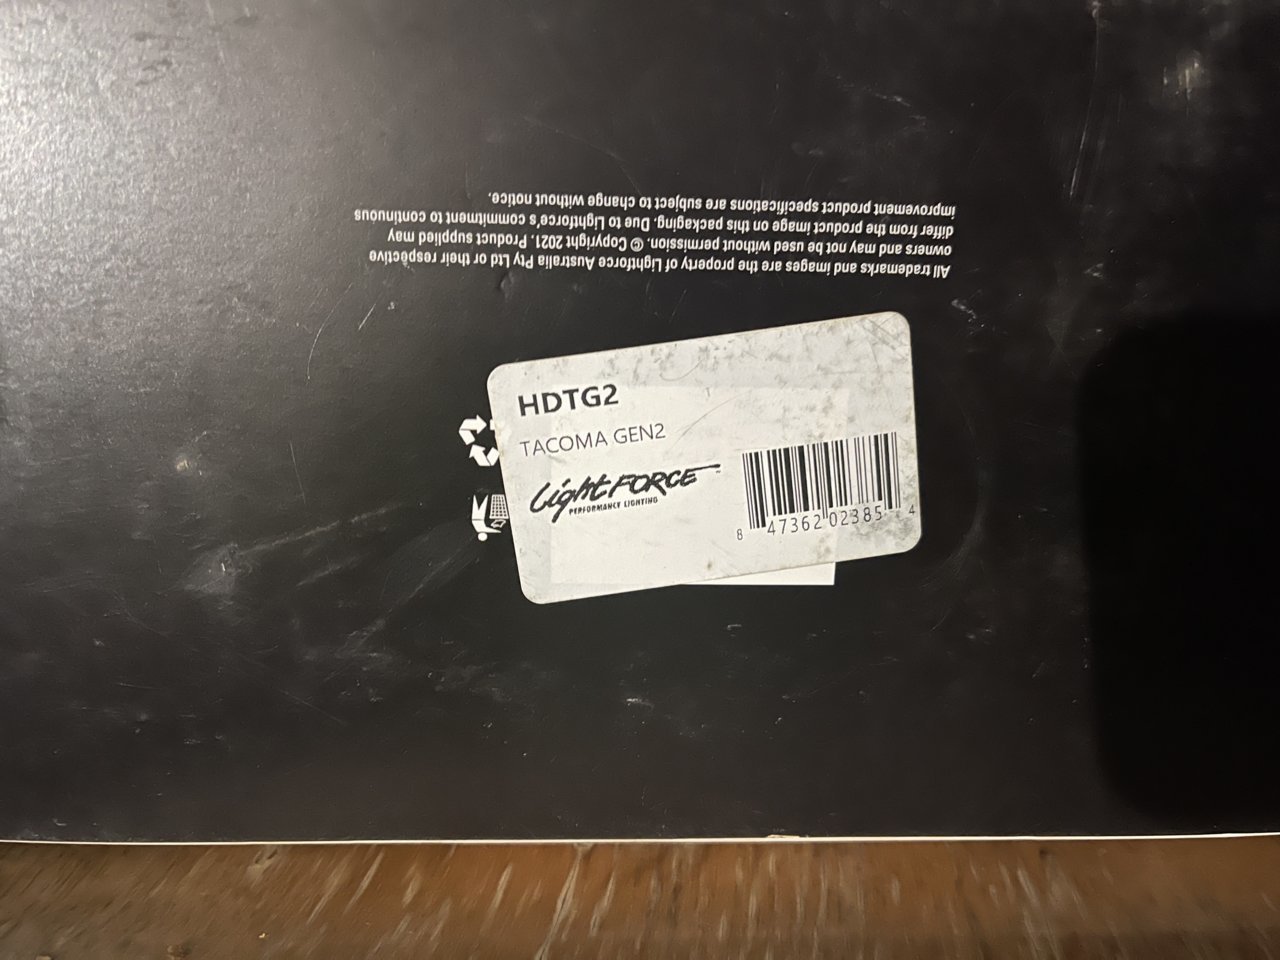 All trademarks and images are the property of Lightforce Australia Pty Ltd or their respective
owners and may not be used without permission. © Copyright 2021. Product supplied may
differ from the product image on this packaging. Due to Lightforce's commitment to continuous
improvement product specifications are subject to change without notice.
HDTG2
TACOMA GEN2
LightFORCE™
PERFORMANCE LIGHTING
8 47362 02385 4